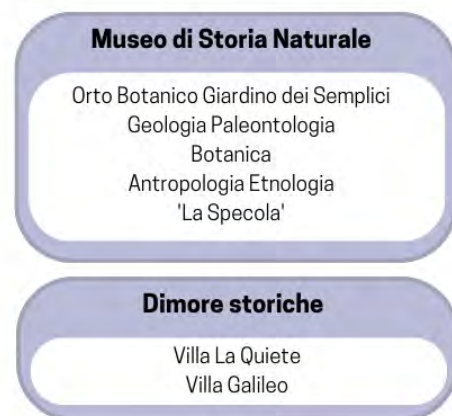 Museo di Storia Naturale
Orto Botanico Giardino dei Semplici
Geologia Paleontologia
Botanica
Antropologia Etnologia
'La Specola'
Dimore storiche
Villa La Quiete
Villa Galileo